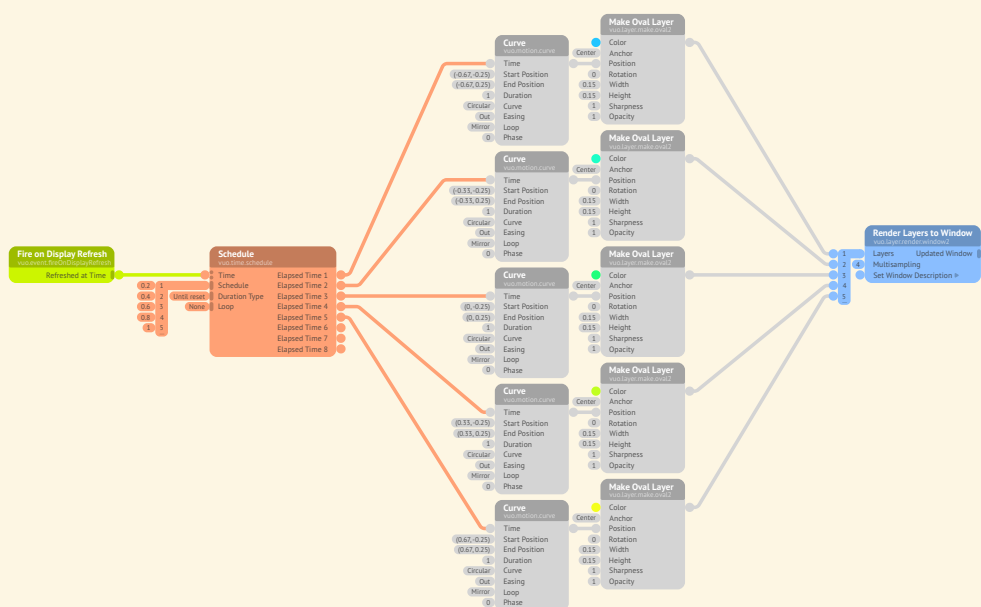 Fire on Display Refresh
vuo.event.fireOnDisplayRefresh
Refreshed at Time
Schedule
vuo.time.schedule
Time Elapsed Time 1
0.2 1 Schedule Elapsed Time 2
0.4 2 Until reset Duration Type Elapsed Time 3
0.6 3 None Loop Elapsed Time 4
0.8 4 Elapsed Time 5
1 5 Elapsed Time 6
Elapsed Time 7
Elapsed Time 8
Curve
vuo.motion.curve
Time
(-0.67,-0.25) Start Position
(-0.67, 0.25) End Position
1 Duration
Circular Curve
Out Easing
Mirror Loop
0 Phase
Make Oval Layer
vuo.layer.make.oval2
Color
Center Anchor
Position
0 Rotation
0.15 Width
0.15 Height
1 Sharpness
1 Opacity
Curve
vuo.motion.curve
Time
(-0.33,-0.25) Start Position
(-0.33, 0.25) End Position
1 Duration
Circular Curve
Out Easing
Mirror Loop
0 Phase
Make Oval Layer
vuo.layer.make.oval2
Color
Center Anchor
Position
0 Rotation
0.15 Width
0.15 Height
1 Sharpness
1 Opacity
Curve
vuo.motion.curve
Time
(0,-0.25) Start Position
(0, 0.25) End Position
1 Duration
Circular Curve
Out Easing
Mirror Loop
0 Phase
Make Oval Layer
vuo.layer.make.oval2
Color
Center Anchor
Position
0 Rotation
0.15 Width
0.15 Height
1 Sharpness
1 Opacity
Curve
vuo.motion.curve
Time
(0.33,-0.25) Start Position
(0.33, 0.25) End Position
1 Duration
Circular Curve
Out Easing
Mirror Loop
0 Phase
Make Oval Layer
vuo.layer.make.oval2
Color
Center Anchor
Position
0 Rotation
0.15 Width
0.15 Height
1 Sharpness
1 Opacity
Curve
vuo.motion.curve
Time
(0.67,-0.25) Start Position
(0.67, 0.25) End Position
1 Duration
Circular Curve
Out Easing
Mirror Loop
0 Phase
Make Oval Layer
vuo.layer.make.oval2
Color
Center Anchor
Position
0 Rotation
0.15 Width
0.15 Height
1 Sharpness
1 Opacity
Render Layers to Window
vuo.layer.render.window2
1 Layers Updated Window
2 4 Multisampling
3 Set Window Description
4
5